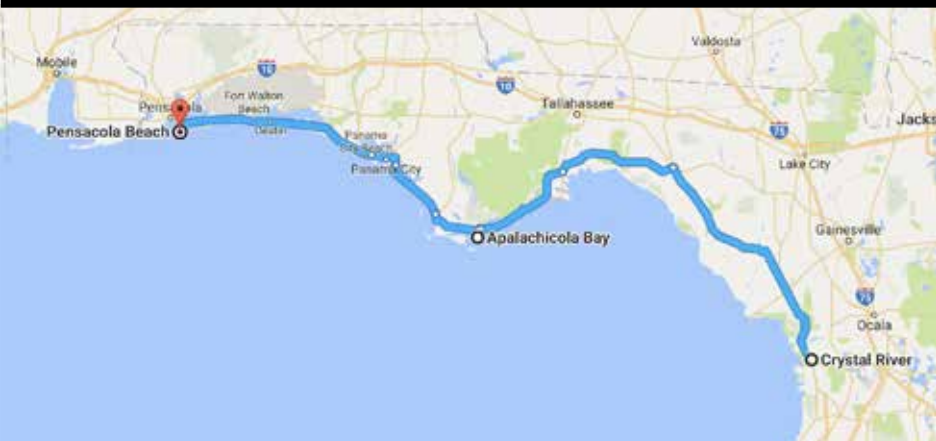 Valdosta
Mobile
10
10
Fort Walton
Beach
Tallahassee
Pensacola
Destin
75
Jacks
Pensacola Beach
Panama
City Beach
Lake City
Panama City
Gainesville
Apalachicola Bay
75
Ocala
Crystal River